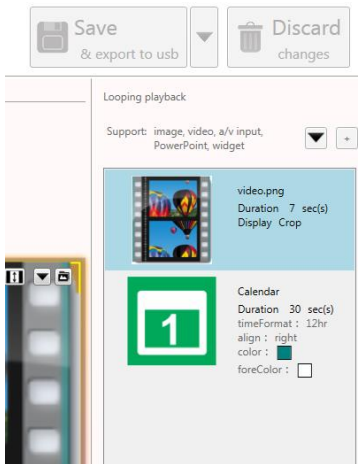 Save
& export to usb
Discard
changes
Looping playback
Support: image, video, a/v input,
PowerPoint, widget
+
video.png
Duration 7 sec(s)
Display Crop
1
Calendar
Duration 30 sec(s)
timeFormat : 12hr
align : right
color :
foreColor :